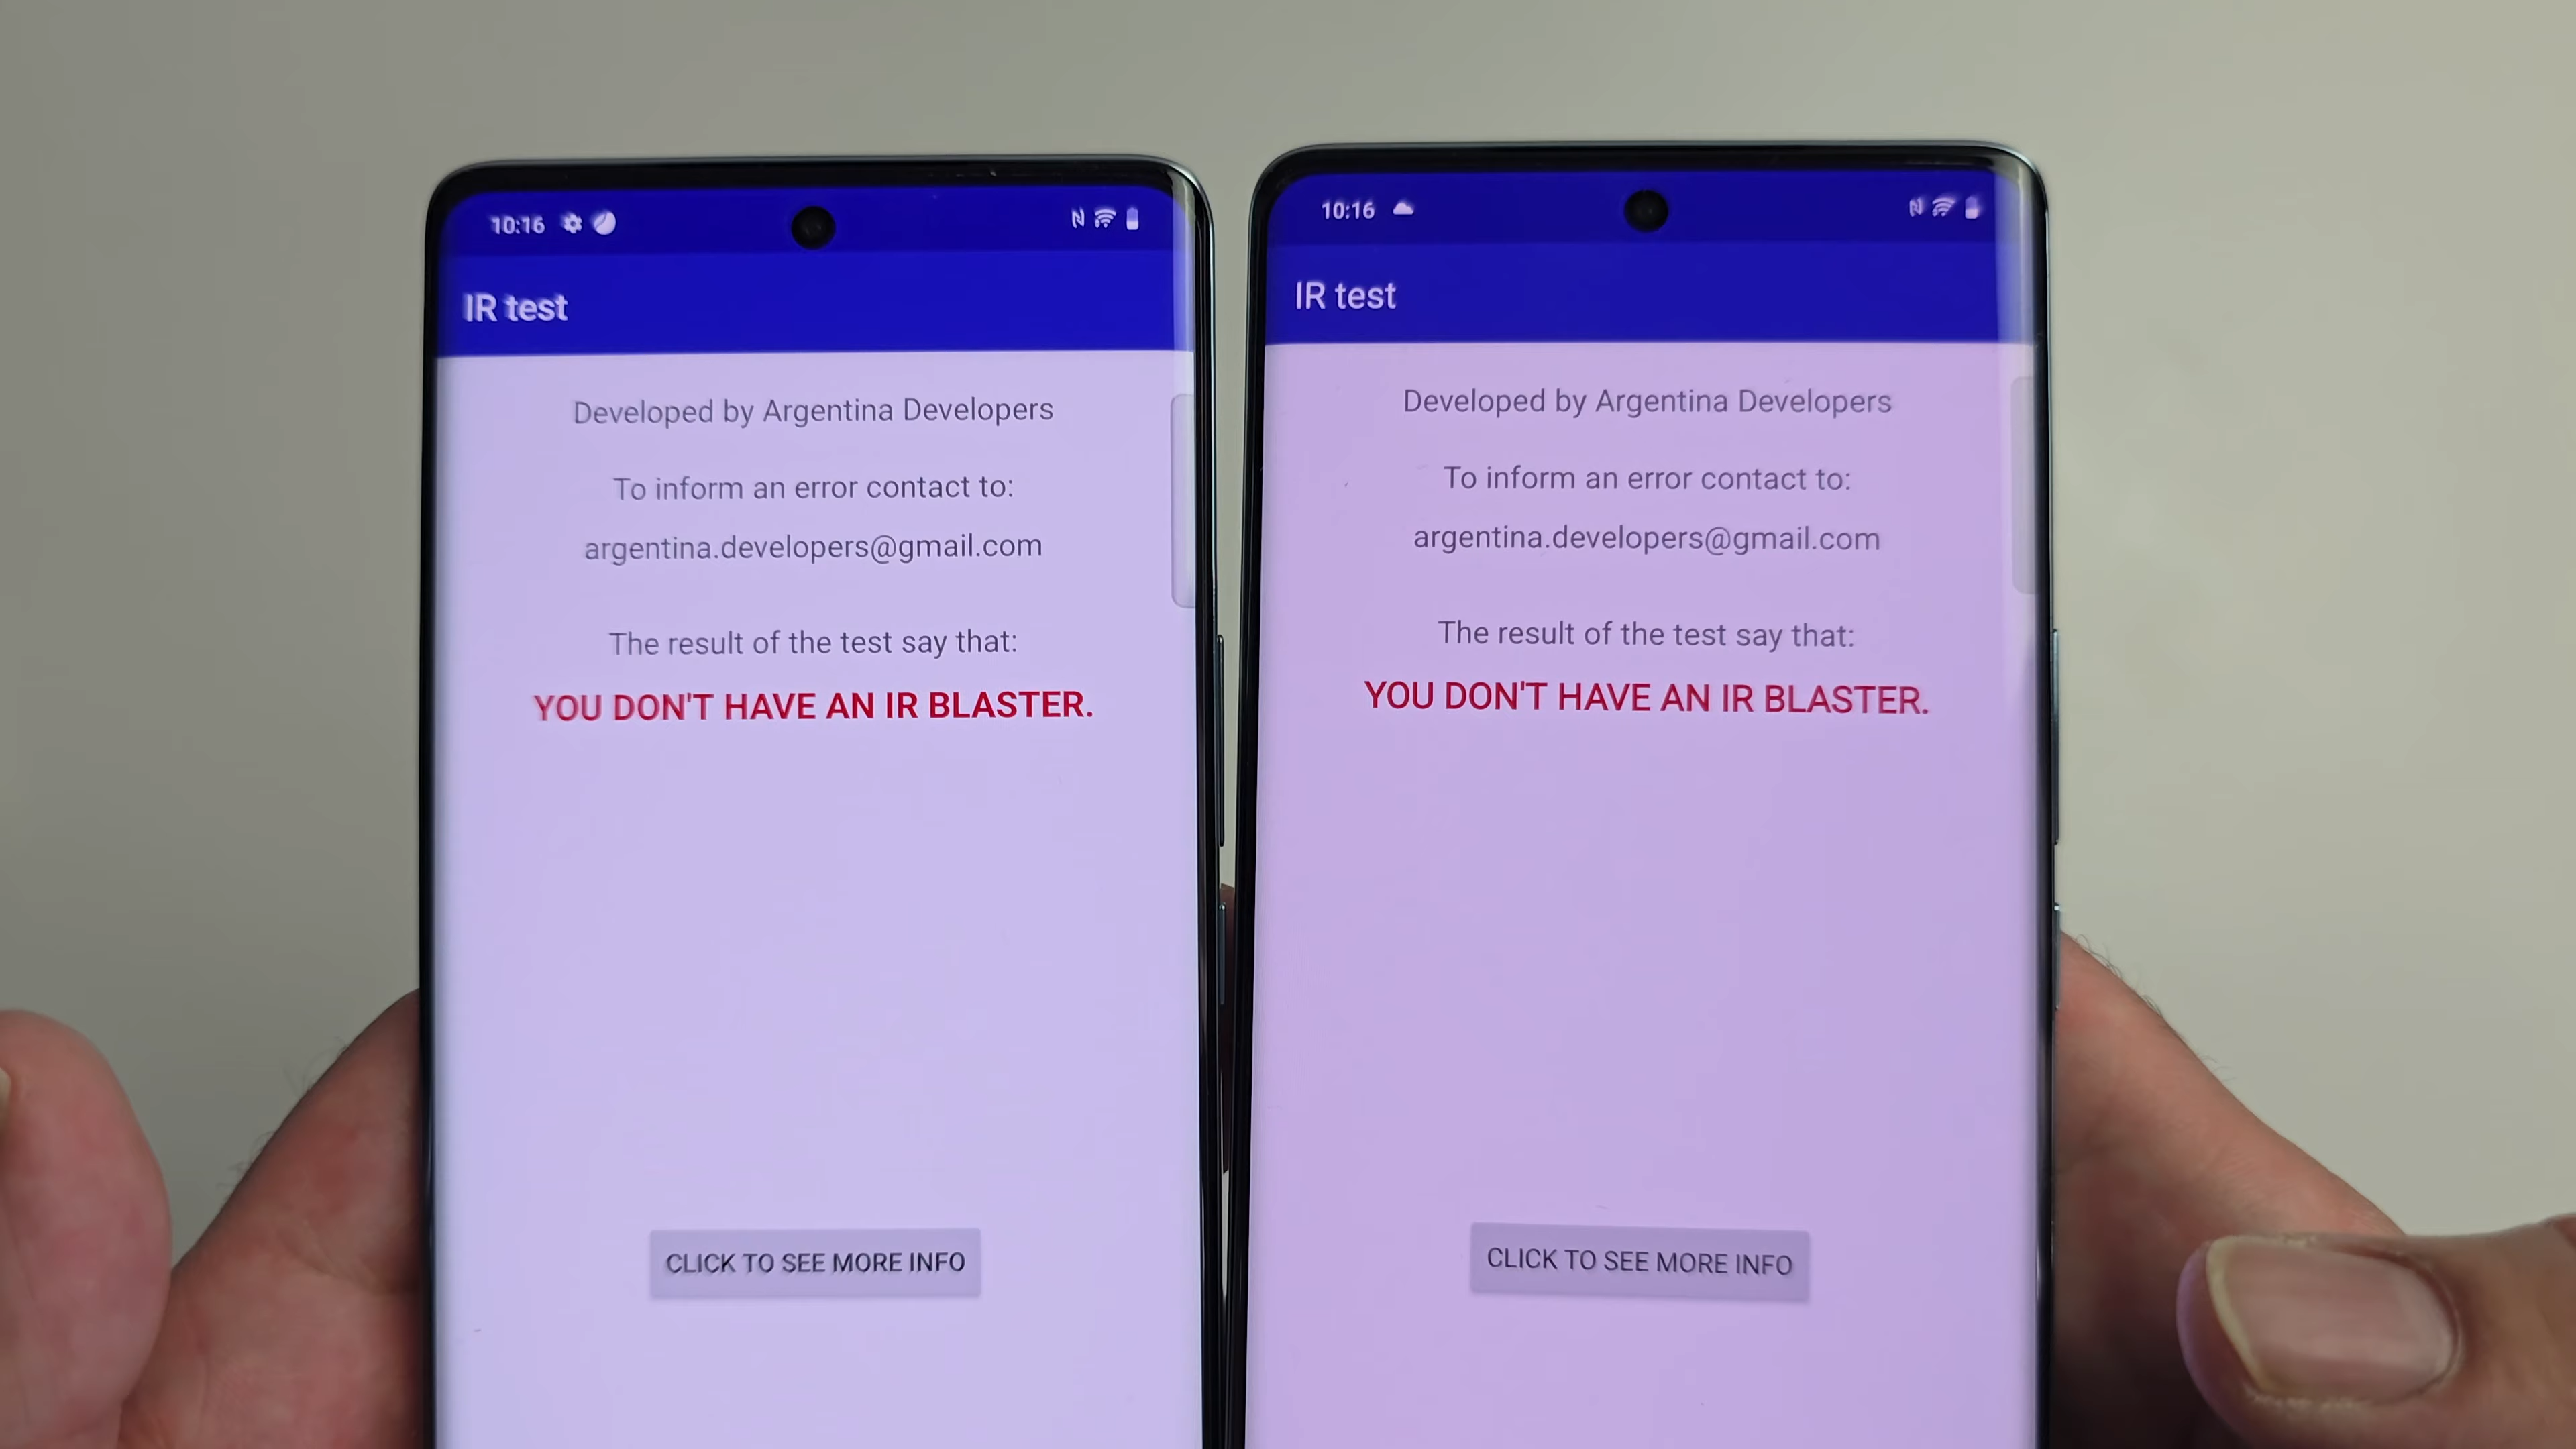 10:16
IR test
Developed by Argentina Developers
To inform an error contact to:
argentina.developers@gmail.com
The result of the test say that:
YOU DON'T HAVE AN IR BLASTER.
CLICK TO SEE MORE INFO
10:16
IR test
Developed by Argentina Developers
To inform an error contact to:
argentina.developers@gmail.com
The result of the test say that:
YOU DON'T HAVE AN IR BLASTER.
CLICK TO SEE MORE INFO